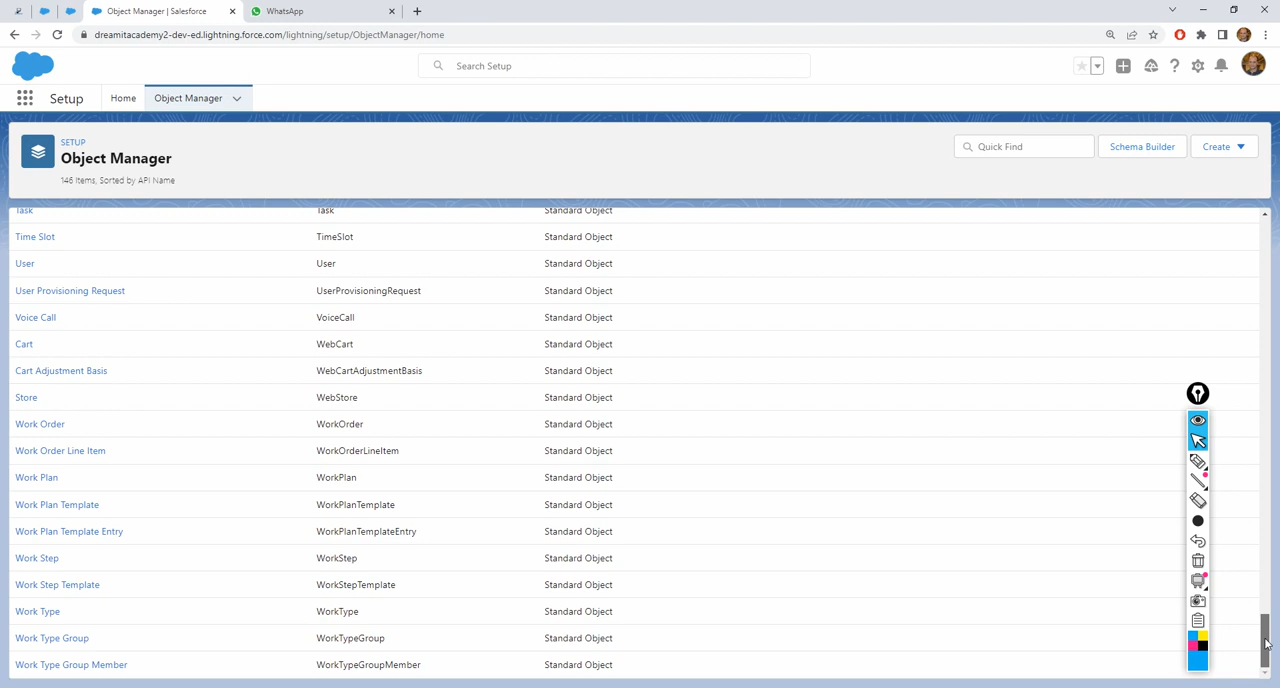 Object Manager | Salesforce
WhatsApp
dreamitacademy2-dev-ed.lightning.force.com/lightning/setup/ObjectManager/home
Search Setup
Setup Home Object Manager
SETUP
Object Manager
146 Items, Sorted by API Name
Quick Find Schema Builder Create
Task Task Standard Object
Time Slot TimeSlot Standard Object
User User Standard Object
User Provisioning Request UserProvisioningRequest Standard Object
Voice Call VoiceCall Standard Object
Cart WebCart Standard Object
Cart Adjustment Basis WebCartAdjustmentBasis Standard Object
Store WebStore Standard Object
Work Order WorkOrder Standard Object
Work Order Line Item WorkOrderLineItem Standard Object
Work Plan WorkPlan Standard Object
Work Plan Template WorkPlanTemplate Standard Object
Work Plan Template Entry WorkPlanTemplateEntry Standard Object
Work Step WorkStep Standard Object
Work Step Template WorkStepTemplate Standard Object
Work Type WorkType Standard Object
Work Type Group WorkTypeGroup Standard Object
Work Type Group Member WorkTypeGroupMember Standard Object